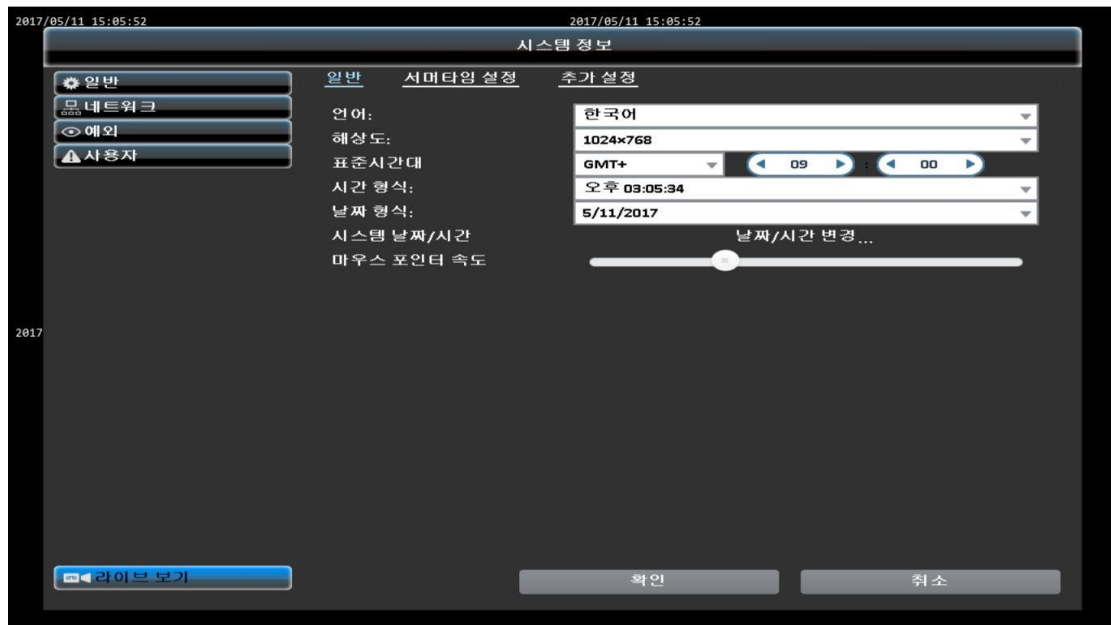 2017/05/11 15:05:52 2017/05/11 15:05:52
시스템 정보
일반
네트워크
예외
사용자
일반 서머타임 설정 추가 설정
언어: 한국어
해상도: 1024×768
표준시간대 GMT+ 09 : 00
시간 형식: 오후 03:05:34
날짜 형식: 5/11/2017
시스템 날짜/시간 날짜/시간 변경...
마우스 포인터 속도
2017
라이브 보기
확인 취소